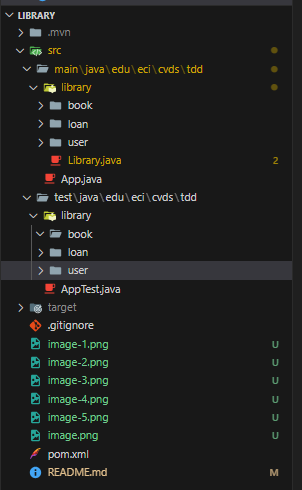 LIBRARY
.mvn
src
main\java\edu\eci\cvds\tdd
library
book
loan
user
Library.java 2
App.java
test\java\edu\eci\cvds\tdd
library
book
loan
user
AppTest.java
target
.gitignore
image-1.png U
image-2.png U
image-3.png U
image-4.png U
image-5.png U
image.png U
pom.xml
README.md M